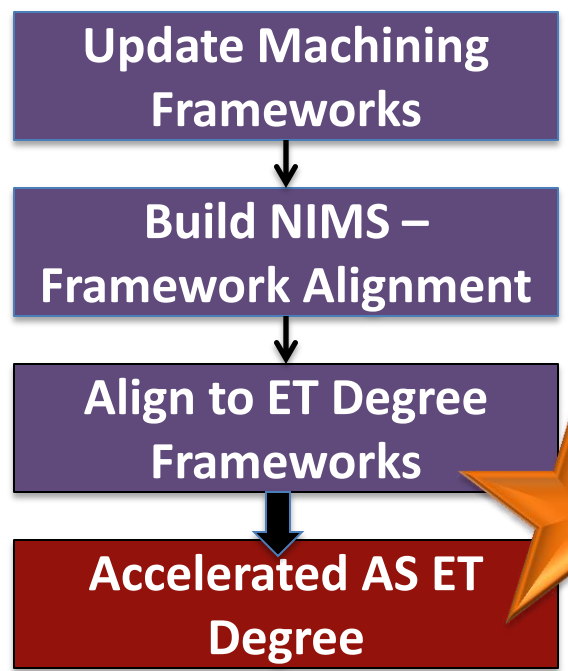 Update Machining
Frameworks
Build NIMS –
Framework Alignment
Align to ET Degree
Frameworks
Accelerated AS ET
Degree